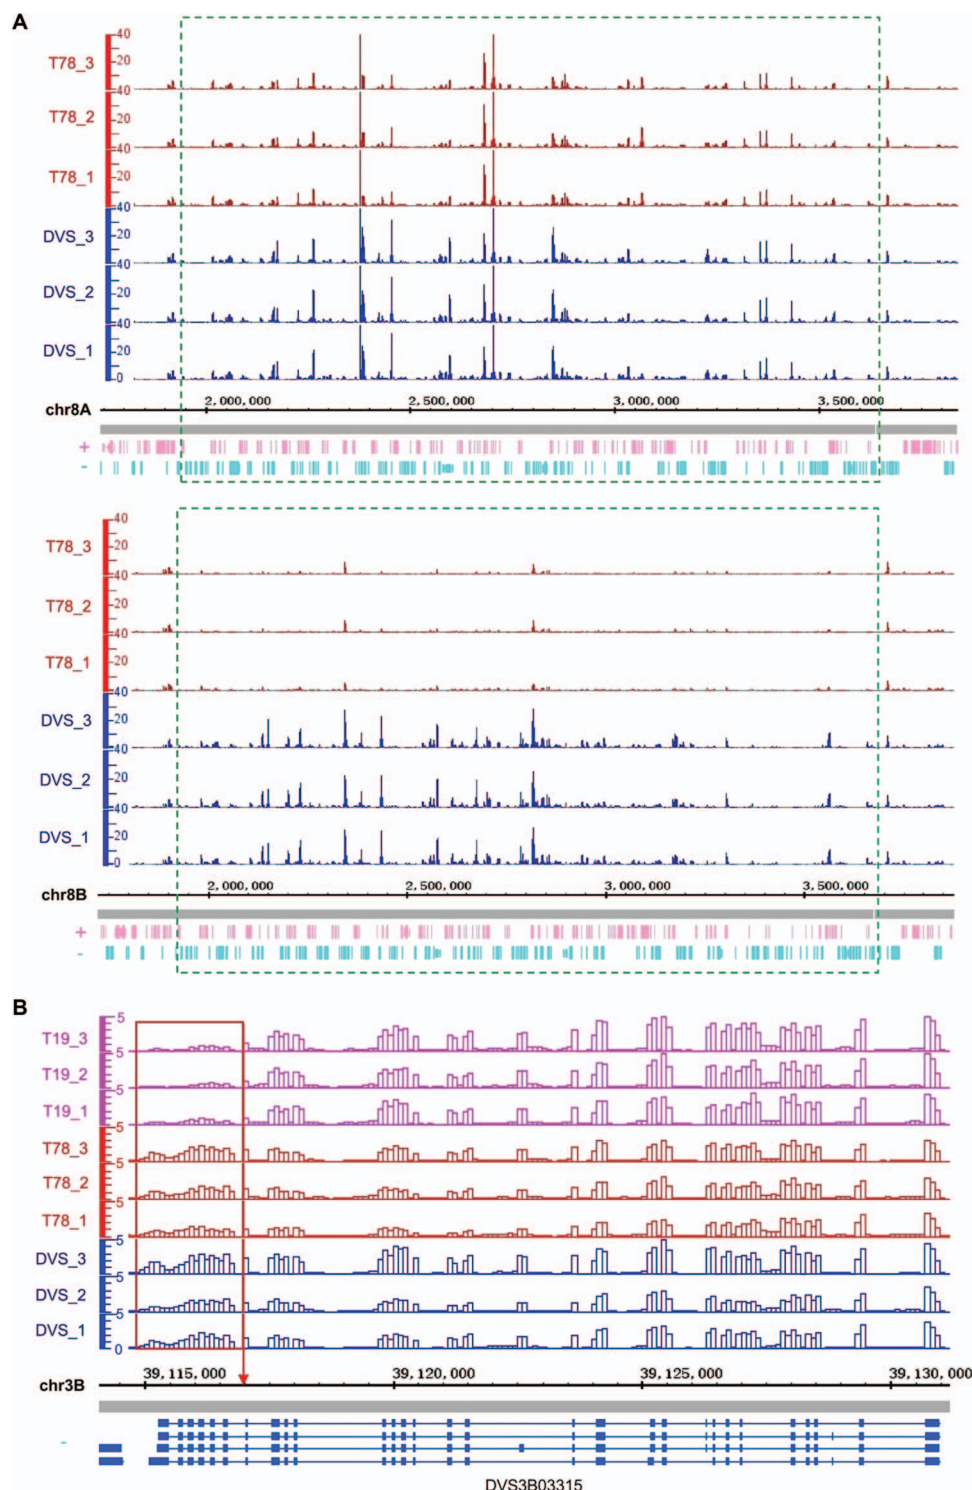 A
T78_3
40
20
T78_2
40
20
T78_1
40
20
DVS_3
40
20
DVS_2
40
20
DVS_1
40
20
0
chr8A
2,000,000 2,500,000 3,000,000 3,500,000
+
-
T78_3
40
20
T78_2
40
20
T78_1
40
20
DVS_3
40
20
DVS_2
40
20
DVS_1
40
20
0
chr8B
2,000,000 2,500,000 3,000,000 3,500,000
+
-
B
T19_3
5
T19_2
5
T19_1
5
T78_3
5
T78_2
5
T78_1
5
DVS_3
5
DVS_2
5
DVS_1
5
0
chr3B
39,115,000 39,120,000 39,125,000 39,130,000
-
DVS3B03315